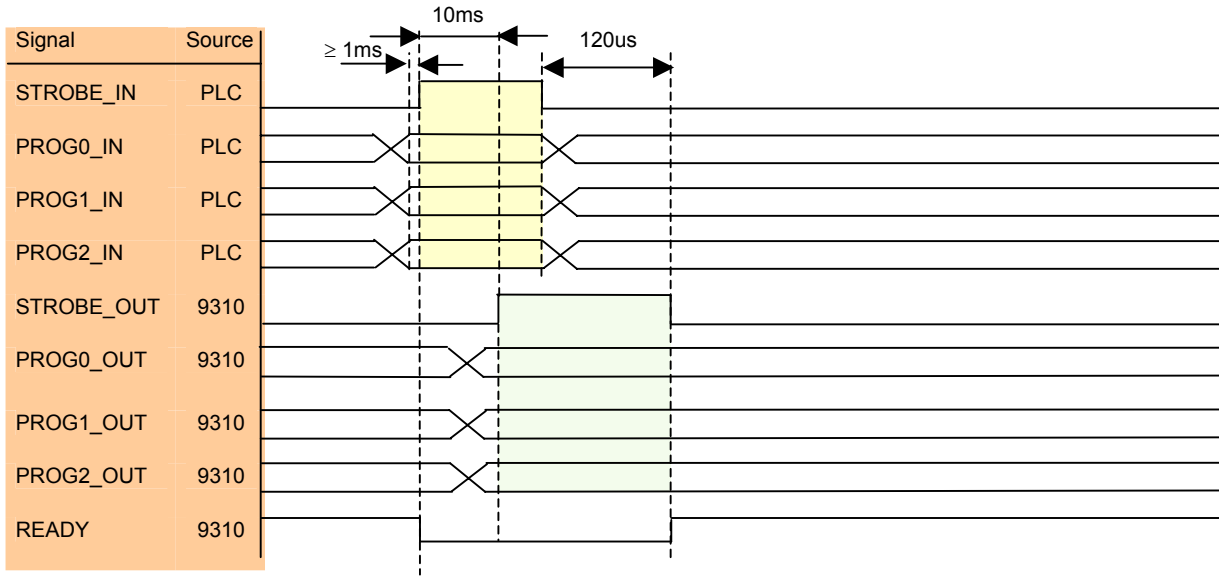 10ms
Signal Source
≥ 1ms
120us
STROBE_IN PLC
PROG0_IN PLC
PROG1_IN PLC
PROG2_IN PLC
STROBE_OUT 9310
PROG0_OUT 9310
PROG1_OUT 9310
PROG2_OUT 9310
READY 9310